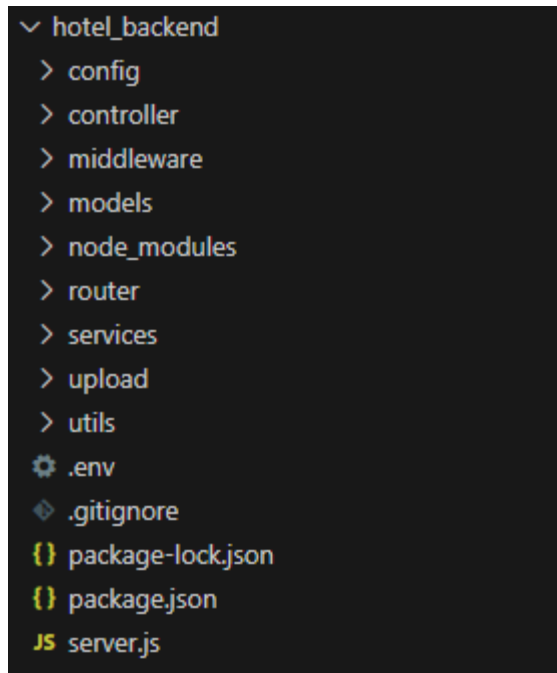 hotel_backend
config
controller
middleware
models
node_modules
router
services
upload
utils
.env
.gitignore
{} package-lock.json
{} package.json
JS server.js